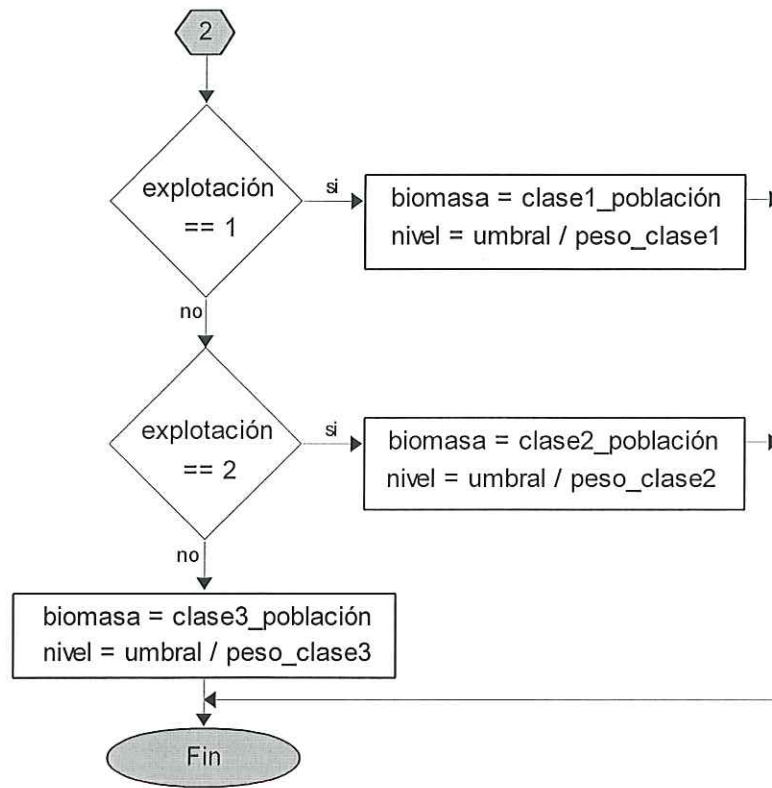 2
explotación
== 1
si
biomasa = clase1_población
nivel = umbral / peso_clase1
no
explotación
== 2
si
biomasa = clase2_población
nivel = umbral / peso_clase2
no
biomasa = clase3_población
nivel = umbral / peso_clase3
Fin